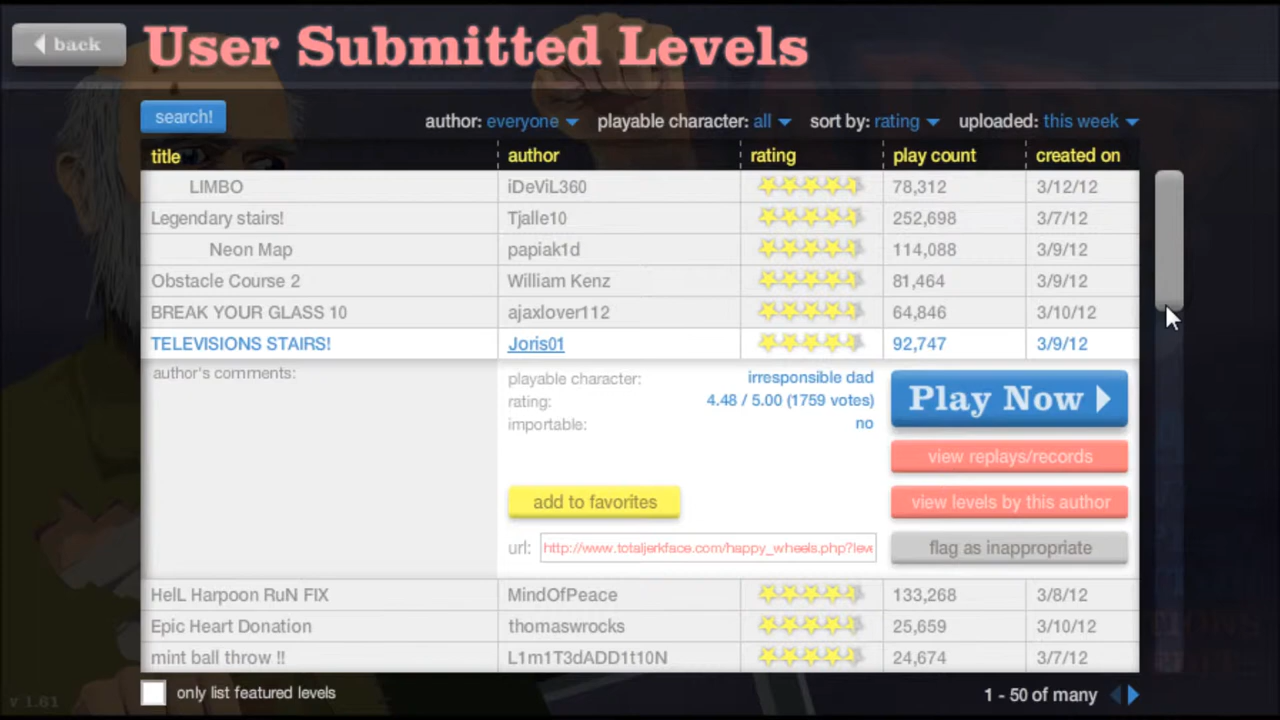 back
User Submitted Levels
search!
author: everyone playable character: all sort by: rating uploaded: this week
title author rating play count created on
LIMBO iDeViL360 78,312 3/12/12
Legendary stairs! Tjalle10 252,698 3/7/12
Neon Map papiak1d 114,088 3/9/12
Obstacle Course 2 William Kenz 81,464 3/9/12
BREAK YOUR GLASS 10 ajaxlover112 64,846 3/10/12
TELEVISIONS STAIRS! Joris01 92,747 3/9/12
author's comments:
playable character: irresponsible dad
rating: 4.48 / 5.00 (1759 votes)
importable: no
Play Now
view replays/records
add to favorites
view levels by this author
url: http://www.totaljerkface.com/happy_wheels.php?lev
flag as inappropriate
HelL Harpoon RuN FIX MindOfPeace 133,268 3/8/12
Epic Heart Donation thomaswrocks 25,659 3/10/12
mint ball throw !! L1m1T3dADD1t10N 24,674 3/7/12
only list featured levels
1 - 50 of many
v 1.61